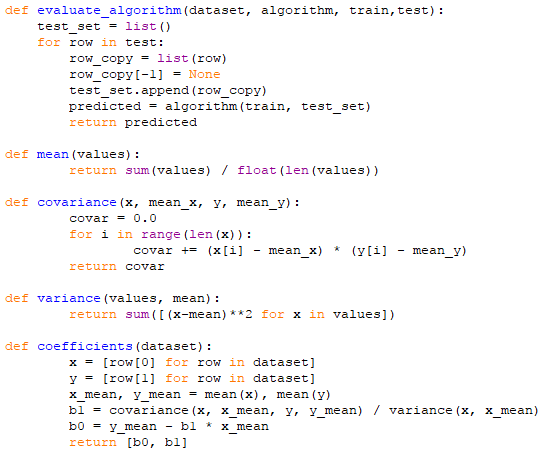 def evaluate_algorithm(dataset, algorithm, train,test):
    test_set = list()
    for row in test:
        row_copy = list(row)
        row_copy[-1] = None
        test_set.append(row_copy)
        predicted = algorithm(train, test_set)
        return predicted

def mean(values):
        return sum(values) / float(len(values))

def covariance(x, mean_x, y, mean_y):
        covar = 0.0
        for i in range(len(x)):
                covar += (x[i] - mean_x) * (y[i] - mean_y)
        return covar

def variance(values, mean):
        return sum([(x-mean)**2 for x in values])

def coefficients(dataset):
        x = [row[0] for row in dataset]
        y = [row[1] for row in dataset]
        x_mean, y_mean = mean(x), mean(y)
        b1 = covariance(x, x_mean, y, y_mean) / variance(x, x_mean)
        b0 = y_mean - b1 * x_mean
        return [b0, b1]